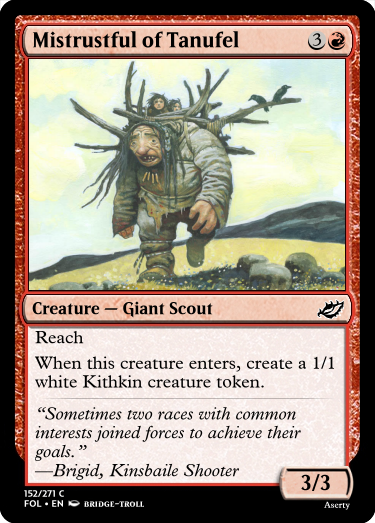 Mistrustful of Tanufel 3
Creature — Giant Scout
Reach
When this creature enters, create a 1/1
white Kithkin creature token.
“Sometimes two races with common
interests joined forces to achieve their
goals.”
—Brigid, Kinsbaile Shooter
3/3
152/271 C
FOL • EN BRIDGE-TROLL
Aserty